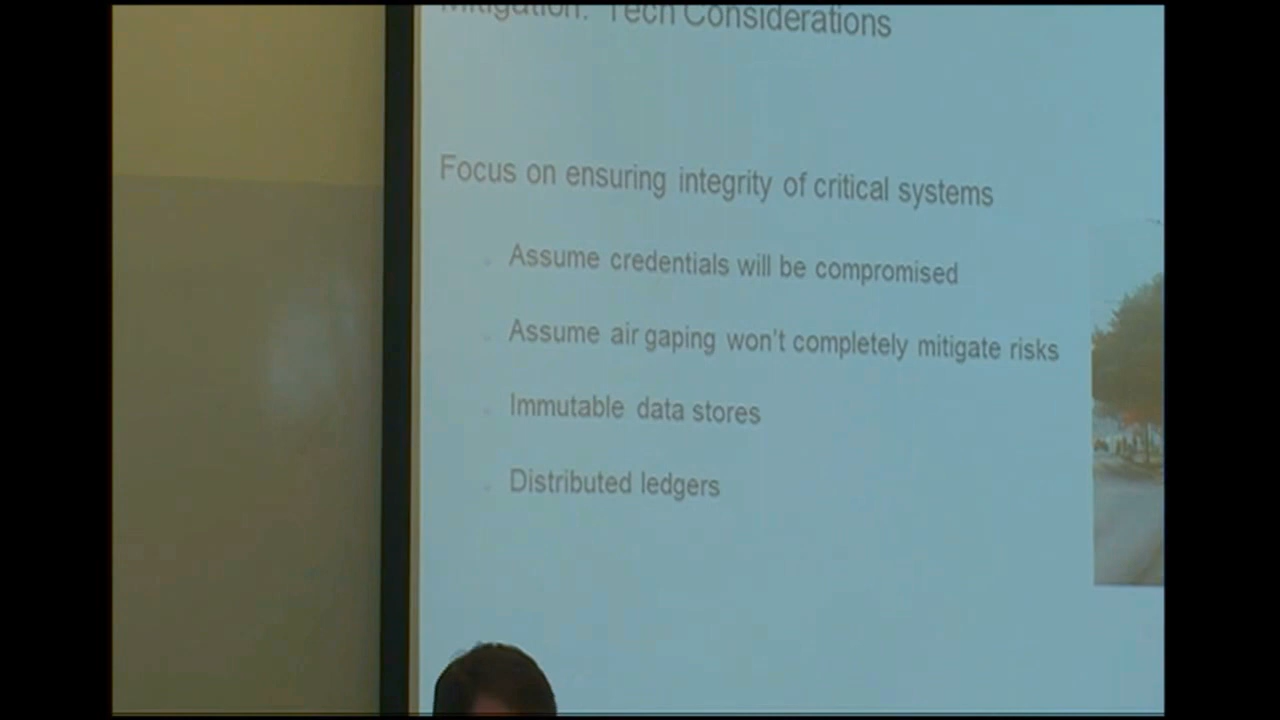 Mitigation: Tech Considerations
Focus on ensuring integrity of critical systems
Assume credentials will be compromised
Assume air gaping won't completely mitigate risks
Immutable data stores
Distributed ledgers